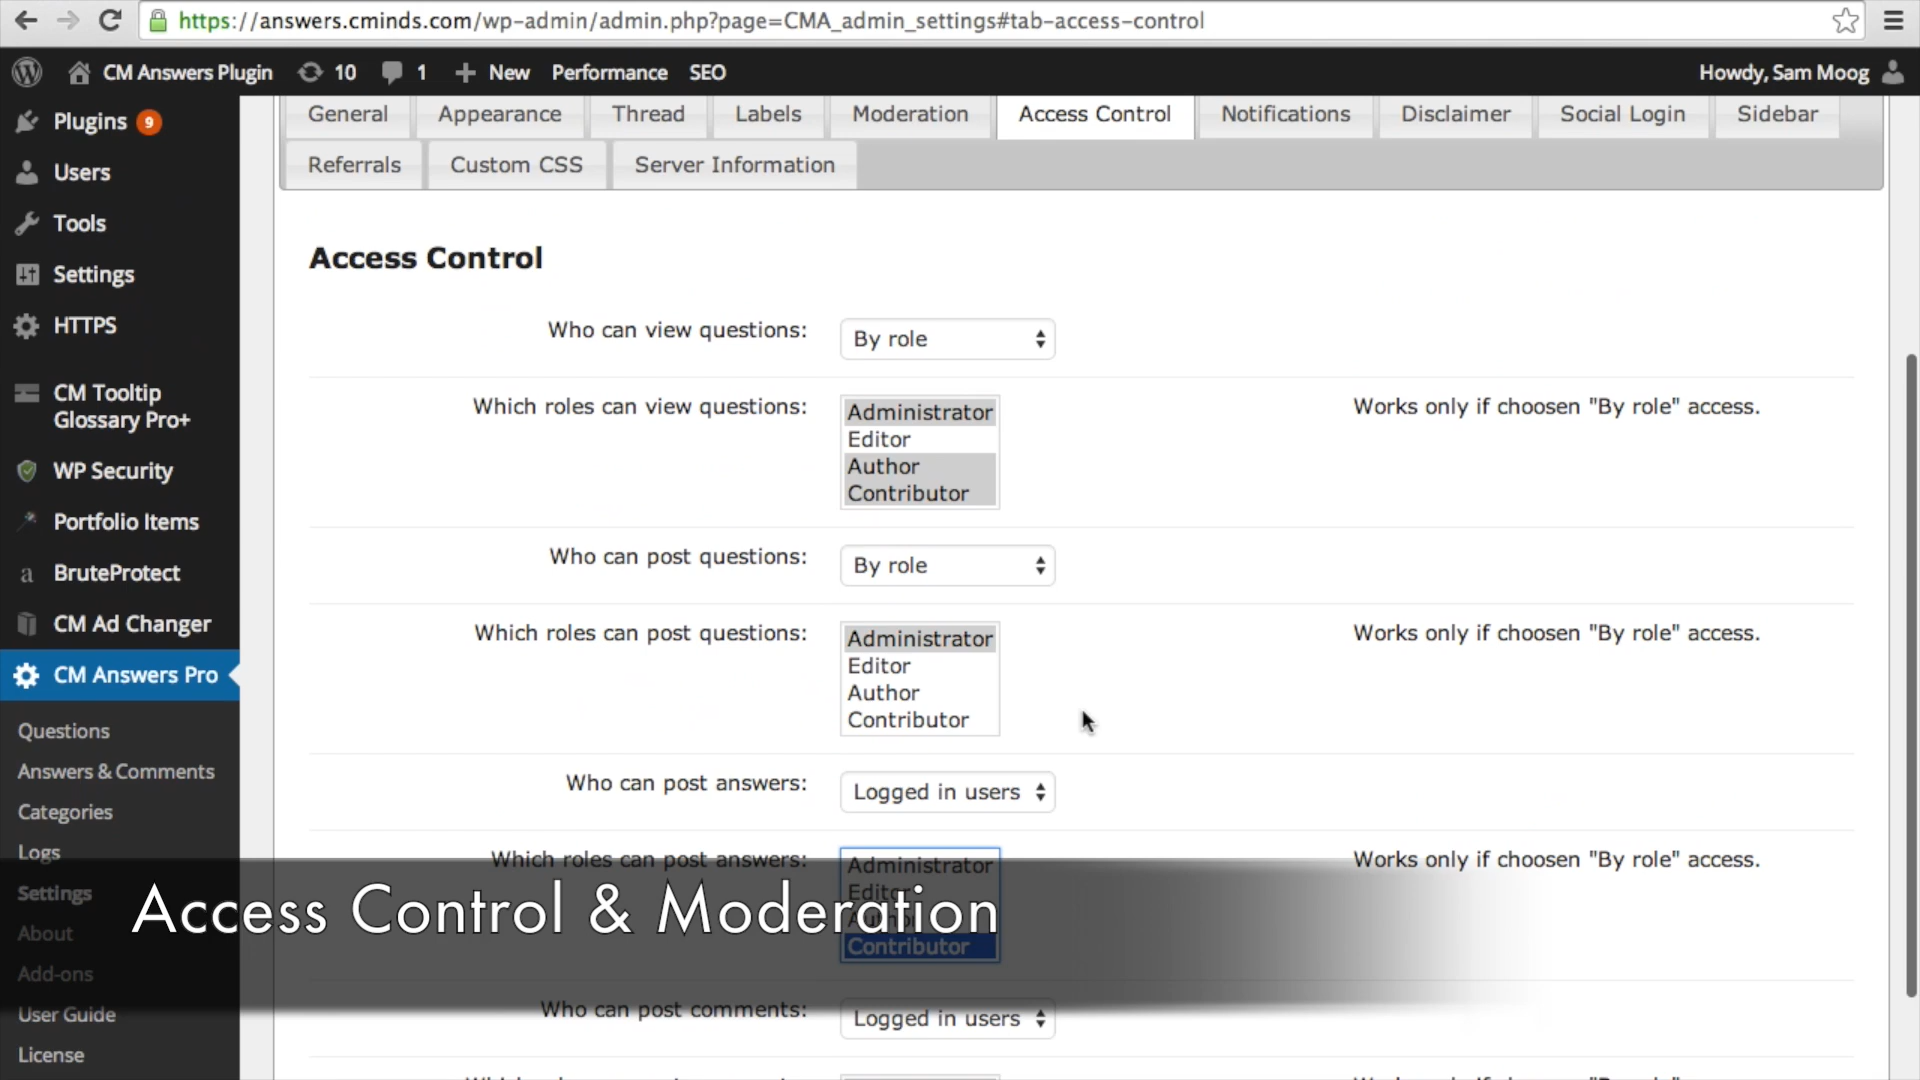 https://answers.cminds.com/wp-admin/admin.php?page=CMA_admin_settings#tab-access-control
CM Answers Plugin 10 1 New Performance SEO Howdy, Sam Moog
Plugins 9
Users
Tools
Settings
HTTPS
CM Tooltip
Glossary Pro+
WP Security
Portfolio Items
a BruteProtect
CM Ad Changer
CM Answers Pro
Questions
Answers & Comments
Categories
Logs
Settings
About
Add-ons
User Guide
License
General Appearance Thread Labels Moderation Access Control Notifications Disclaimer Social Login Sidebar
Referrals Custom CSS Server Information
Access Control
Who can view questions: By role
Which roles can view questions: Administrator Works only if choosen "By role" access.
Editor
Author
Contributor
Who can post questions: By role
Which roles can post questions: Administrator Works only if choosen "By role" access.
Editor
Author
Contributor
Who can post answers: Logged in users
Which roles can post answers: Administrator Works only if choosen "By role" access.
Editor
Author
Contributor
Access Control & Moderation
Who can post comments: Logged in users